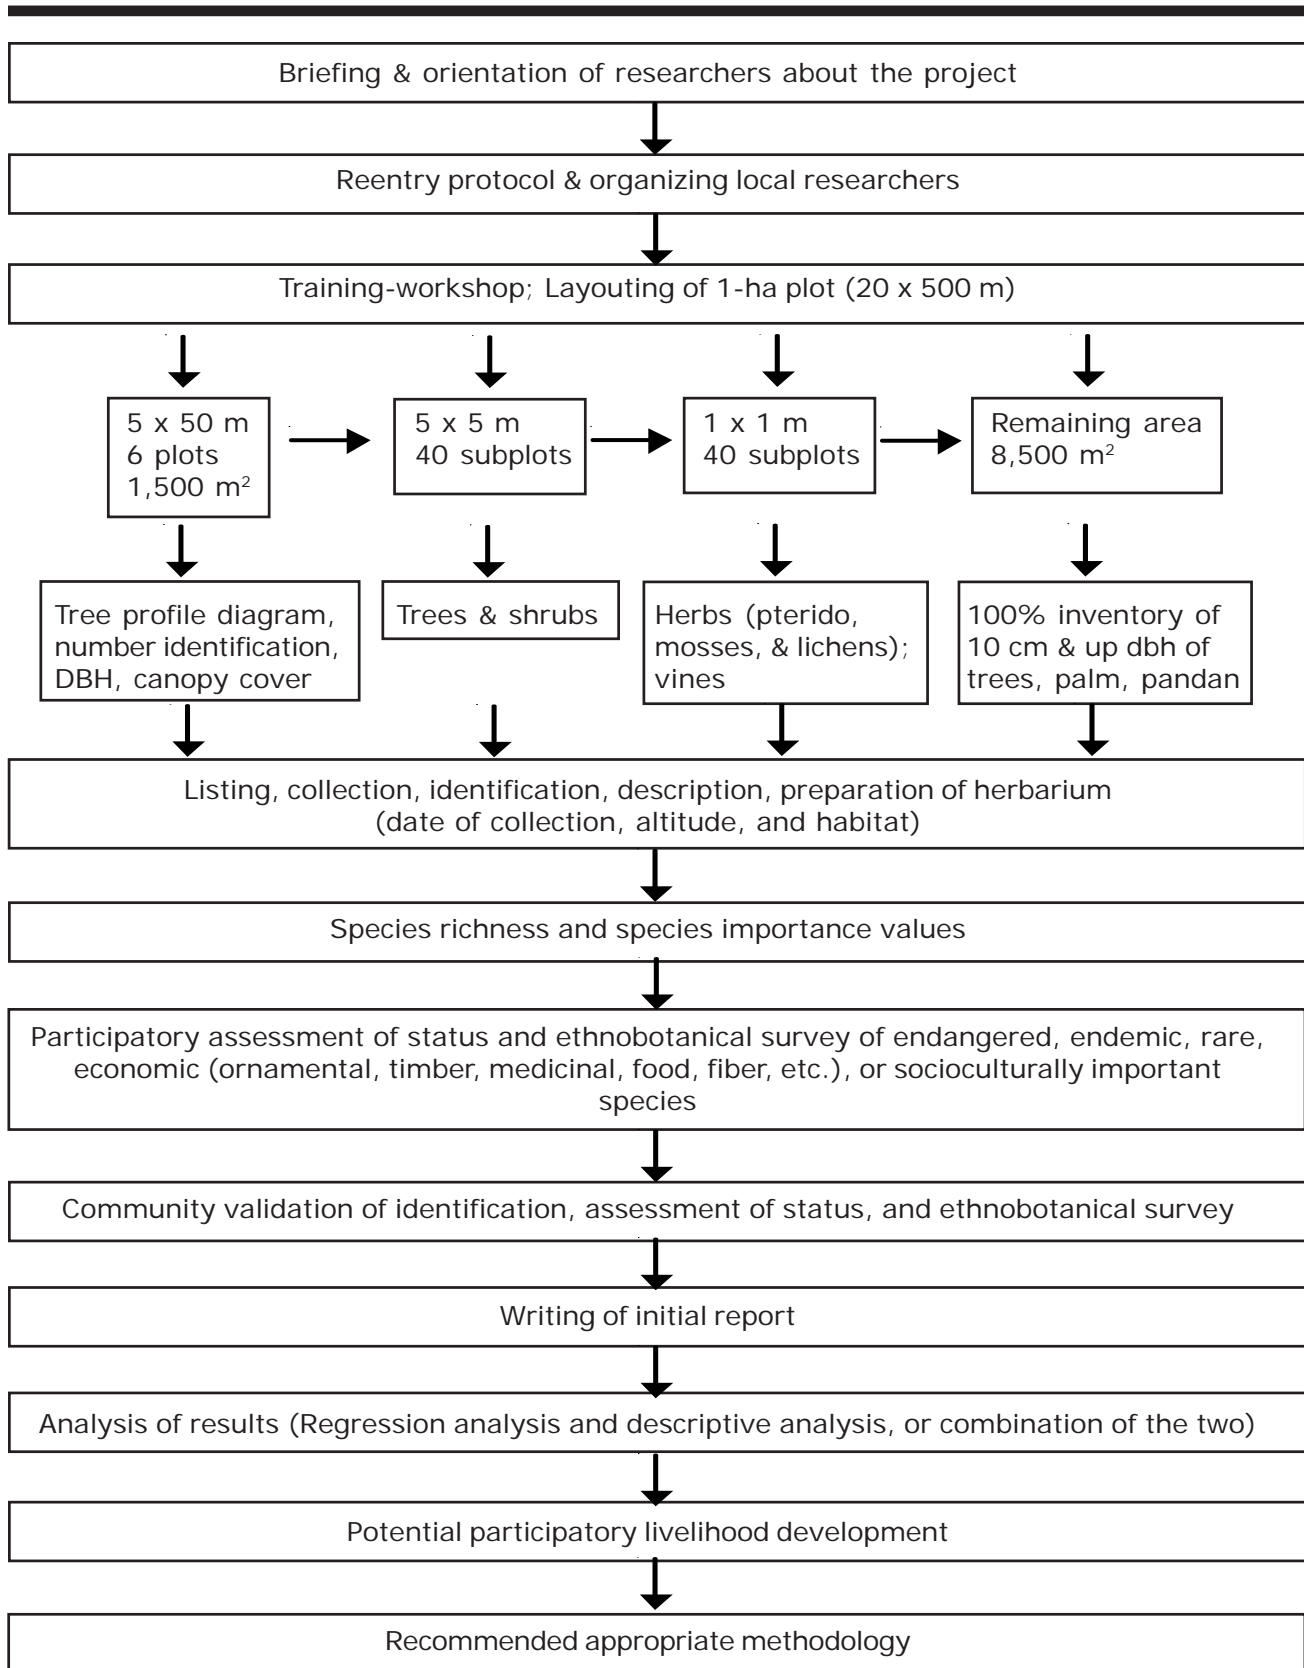 Briefing & orientation of researchers about the project
Reentry protocol & organizing local researchers
Training-workshop; Layouting of 1-ha plot (20 x 500 m)
5 x 50 m
6 plots
1,500 m²
5 x 5 m
40 subplots
1 x 1 m
40 subplots
Remaining area
8,500 m²
Tree profile diagram,
number identification,
DBH, canopy cover
Trees & shrubs
Herbs (pterido,
mosses, & lichens);
vines
100% inventory of
10 cm & up dbh of
trees, palm, pandan
Listing, collection, identification, description, preparation of herbarium
(date of collection, altitude, and habitat)
Species richness and species importance values
Participatory assessment of status and ethnobotanical survey of endangered, endemic, rare,
economic (ornamental, timber, medicinal, food, fiber, etc.), or socioculturally important
species
Community validation of identification, assessment of status, and ethnobotanical survey
Writing of initial report
Analysis of results (Regression analysis and descriptive analysis, or combination of the two)
Potential participatory livelihood development
Recommended appropriate methodology